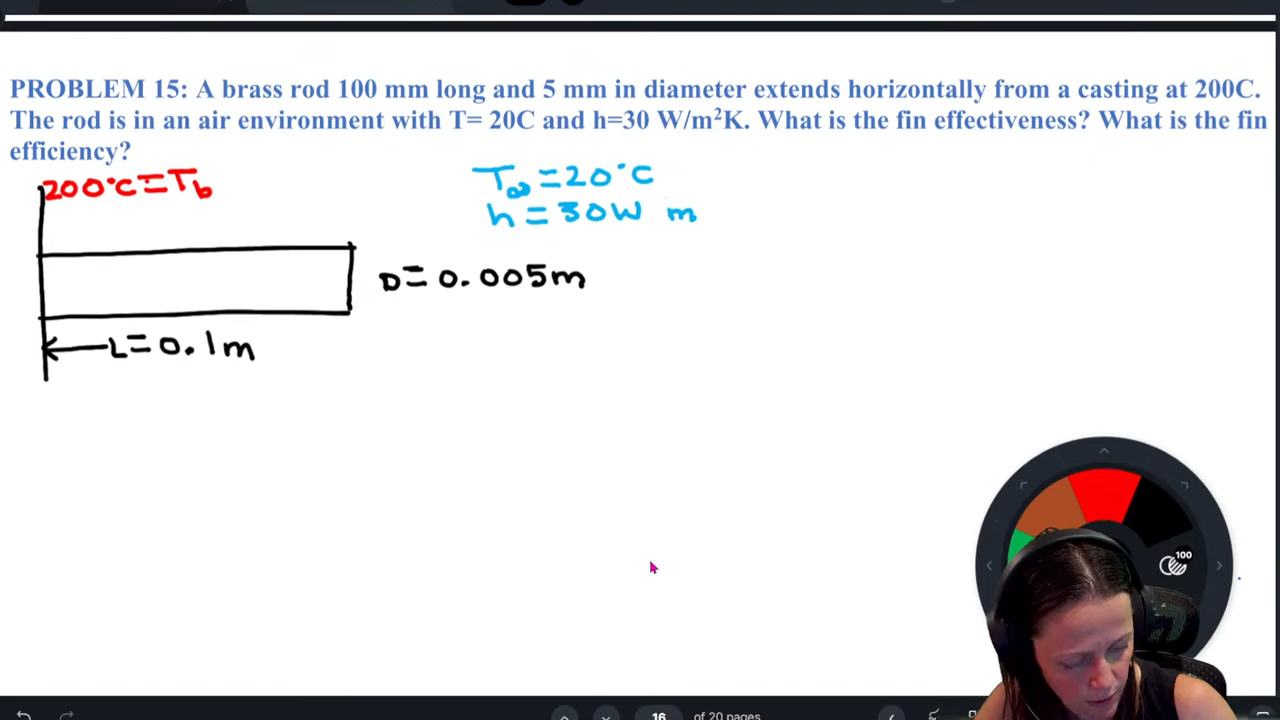 PROBLEM 15: A brass rod 100 mm long and 5 mm in diameter extends horizontally from a casting at 200C.
The rod is in an air environment with T= 20C and h=30 W/m²K. What is the fin effectiveness? What is the fin
efficiency?
200°C=Tb
T∞=20°C
h=30W m
D=0.005m
L=0.1m
100
16 of 20 pages